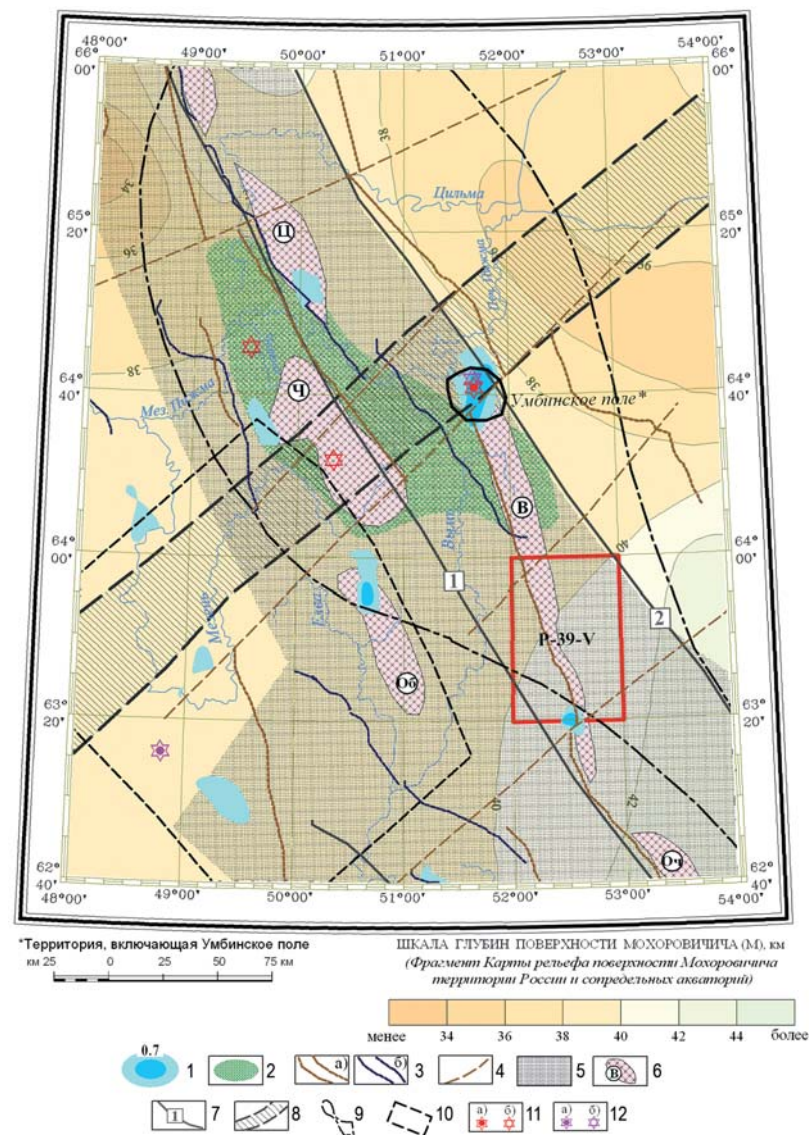 48°00' 49°00' 50°00' 51°00' 52°00' 53°00' 54°00'
66°00' 66°00'
38
34
Цильма
65°20' 65°20'
Ц
36
36
Печ. Пижма
64°40' 64°40'
38
38
Мез. Пижма
Ч
Умбинское поле*
В
Вымь
64°00' 64°00'
40
1
2
Мезень
Елва
P-39-V
Об
63°20' 63°20'
40
42
Оч
62°40' 62°40'
48°00' 49°00' 50°00' 51°00' 52°00' 53°00' 54°00'
*Территория, включающая Умбинское поле
км 25 0 25 50 75 км
ШКАЛА ГЛУБИН ПОВЕРХНОСТИ МОХОРОВИЧИЧА (М), км
(Фрагмент Карты рельефа поверхности Мохоровичича
территории России и сопредельных акваторий)
менее 34 36 38 40 42 44 более
0.7 1 2 а) б) 3 4 5 В 6
1 7 8 9 10 а) б) 11 а) б) 12